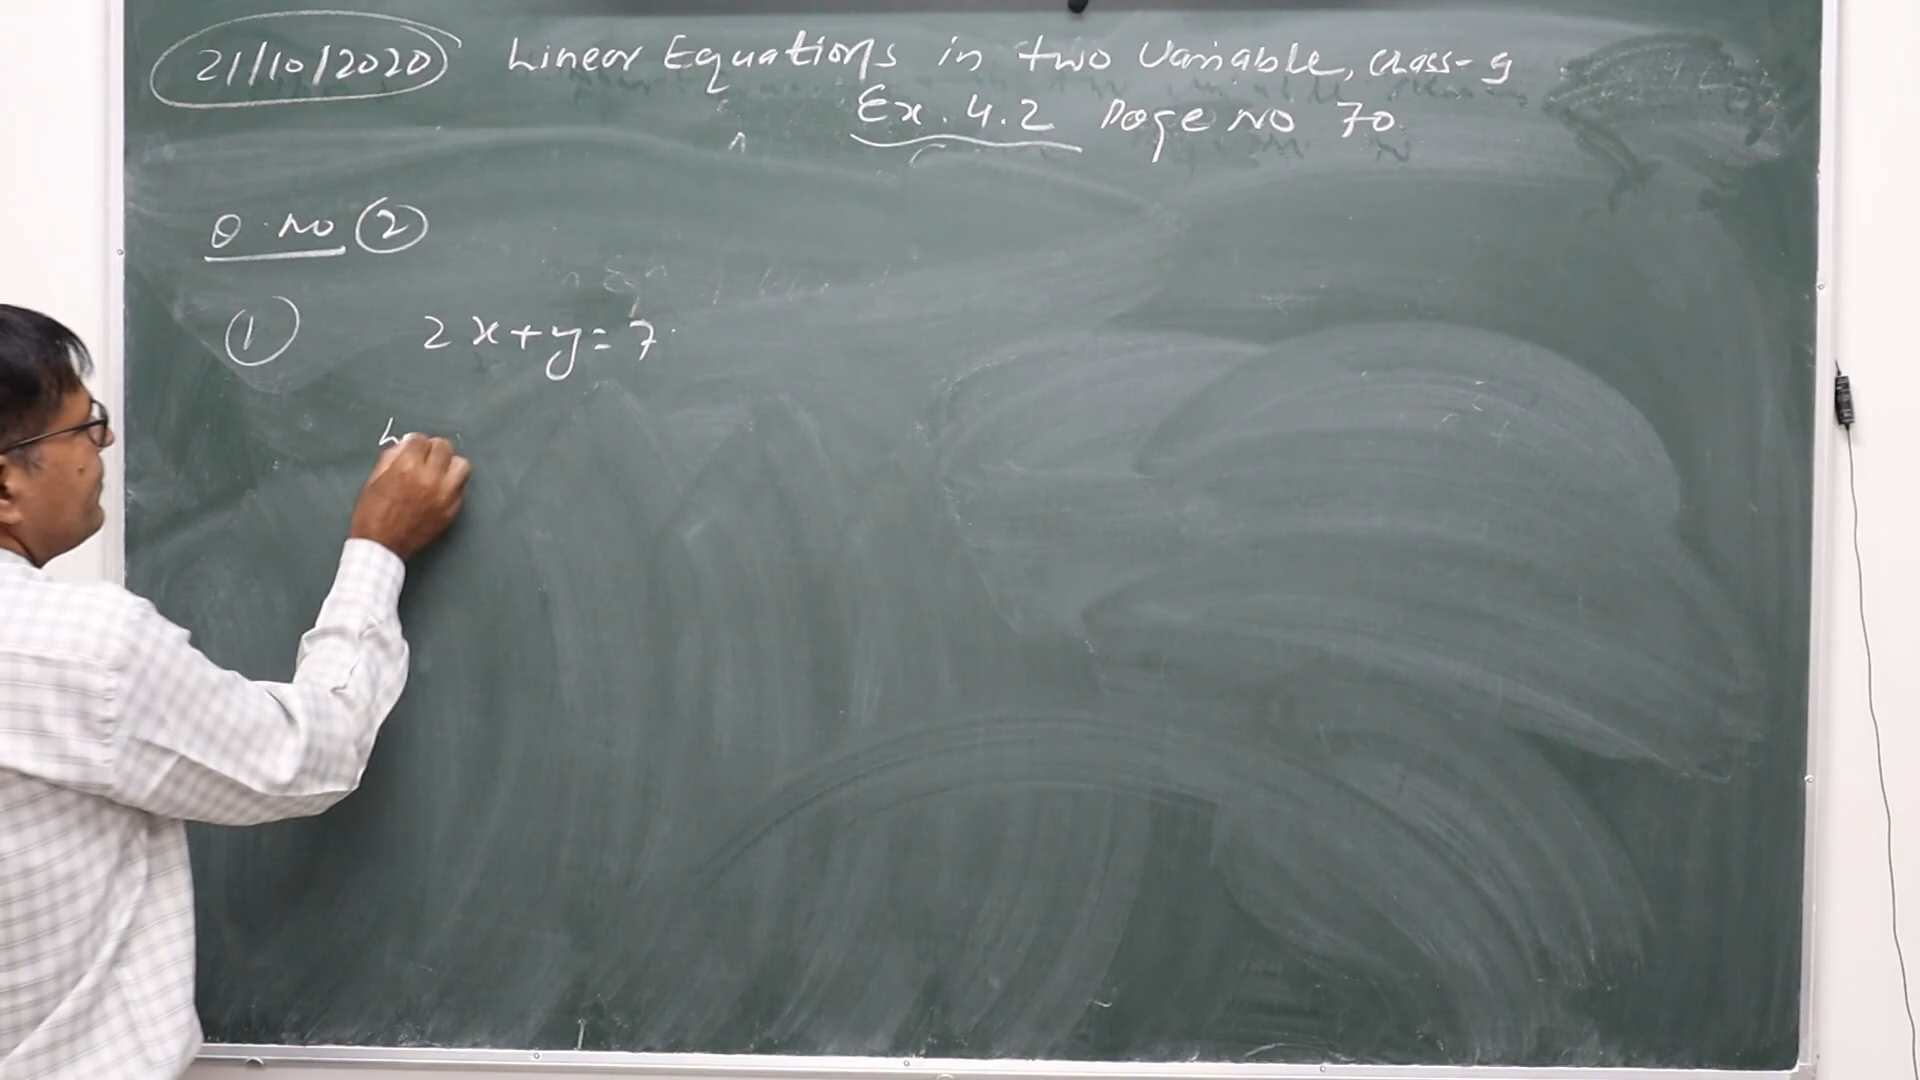 21/10/2020 Linear Equations in two Variable, class-9
Ex. 4.2 Page No 70
Q. No 2
1 2x+y=7